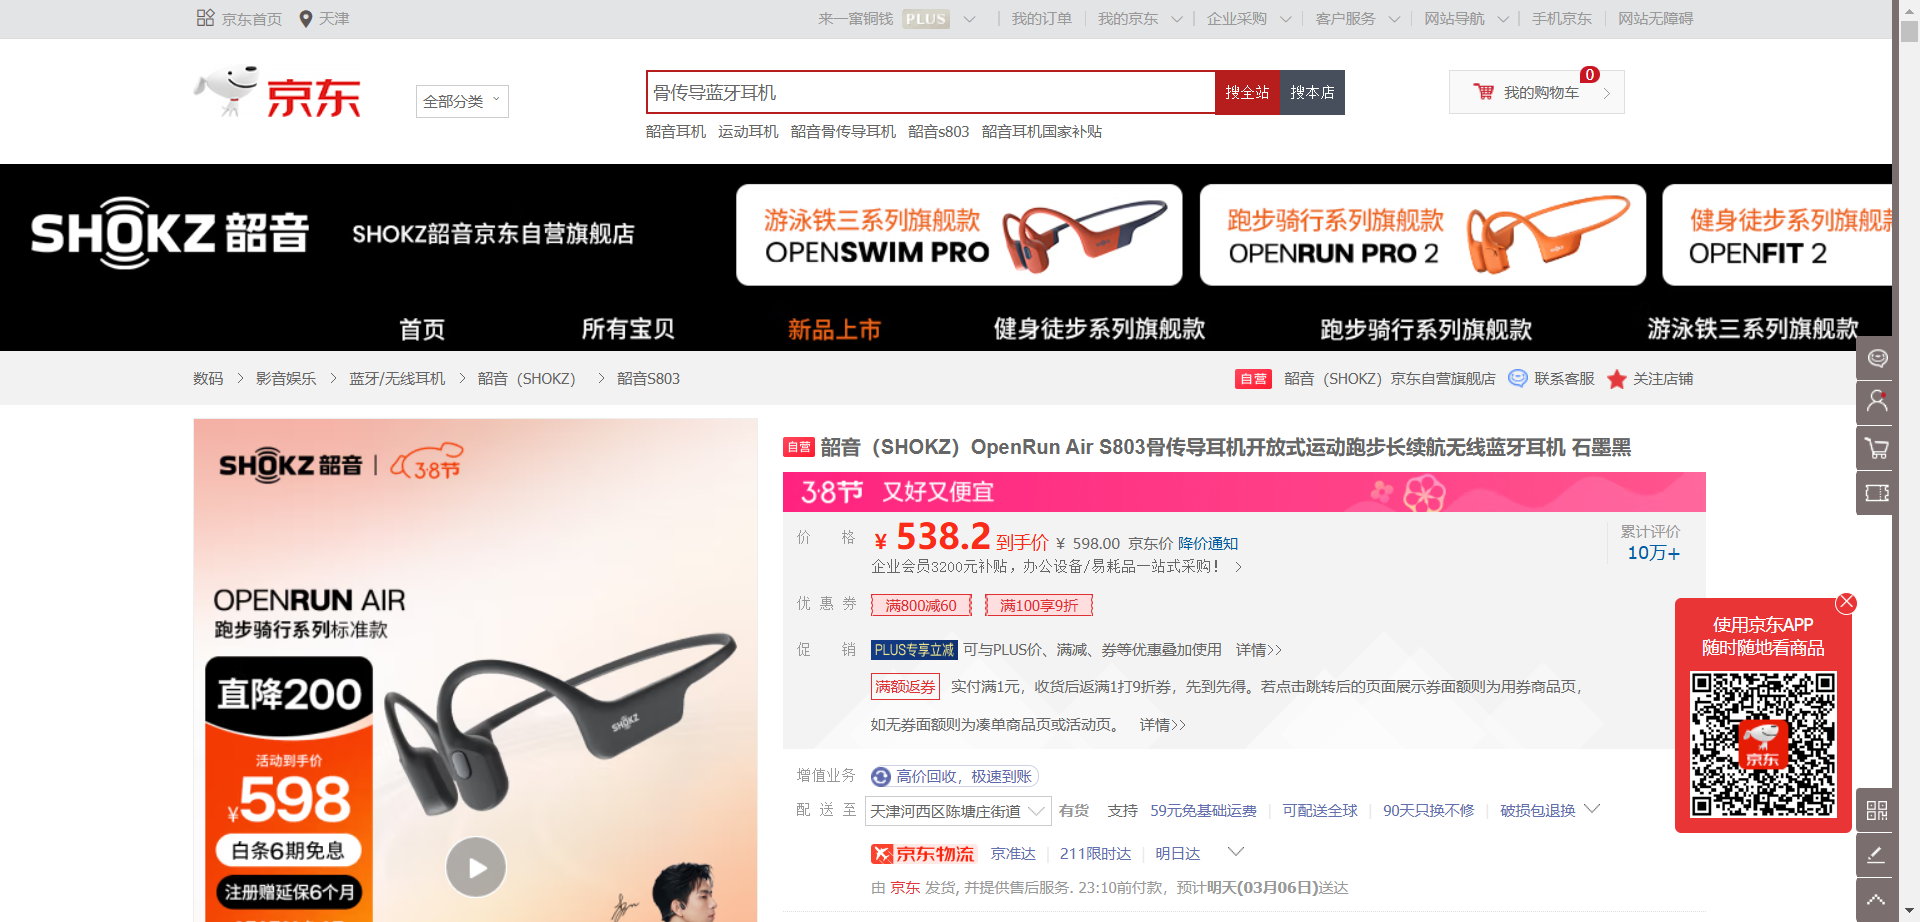 京东首页 天津
来一窜铜钱 PLUS 我的订单 我的京东 企业采购 客户服务 网站导航 手机京东 网站无障碍
京东
全部分类
骨传导蓝牙耳机 搜全站 搜本店
我的购物车 0
韶音耳机 运动耳机 韶音骨传导耳机 韶音s803 韶音耳机国家补贴
SHOKZ 韶音
SHOKZ韶音京东自营旗舰店
游泳铁三系列旗舰款
OPENSWIM PRO
跑步骑行系列旗舰款
OPENRUN PRO 2
健身徒步系列旗舰
OPENFIT 2
首页 所有宝贝 新品上市 健身徒步系列旗舰款 跑步骑行系列旗舰款 游泳铁三系列旗舰款
数码 > 影音娱乐 > 蓝牙/无线耳机 > 韶音（SHOKZ） > 韶音S803
自营 韶音（SHOKZ）京东自营旗舰店 联系客服 关注店铺
SHOKZ韶音 | 3·8节
OPENRUN AIR
跑步骑行系列标准款
直降200
活动到手价
¥598
白条6期免息
注册赠延保6个月
SHOKZ
自营 韶音（SHOKZ）OpenRun Air S803骨传导耳机开放式运动跑步长续航无线蓝牙耳机 石墨黑
3·8节 又好又便宜
价格 ¥ 538.2 到手价 ¥ 598.00 京东价 降价通知
累计评价
10万+
企业会员3200元补贴，办公设备/易耗品一站式采购！ >
优惠券 满800减60 满100享9折
促销 PLUS专享立减 可与PLUS价、满减、券等优惠叠加使用 详情>>
满额返券 实付满1元，收货后返满1打9折券，先到先得。若点击跳转后的页面展示券面额则为用券商品页，
如无券面额则为凑单商品页或活动页。 详情>>
增值业务 高价回收，极速到账
配送至 天津河西区陈塘庄街道 有货 支持 59元免基础运费 可配送全球 90天只换不修 破损包退换
京东物流 京准达 211限时达 明日达
由 京东 发货, 并提供售后服务. 23:10前付款，预计明天(03月06日)送达
使用京东APP
随时随地看商品
京东